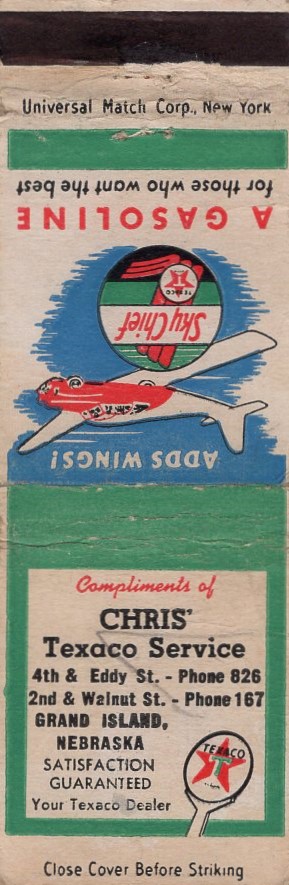 Universal Match Corp., New York
for those who want the best
A GASOLINE
TEXACO
T
Sky Chief
ADDS WINGS!
Compliments of
CHRIS'
Texaco Service
4th & Eddy St. - Phone 826
2nd & Walnut St. - Phone 167
GRAND ISLAND,
NEBRASKA
SATISFACTION
GUARANTEED
Your Texaco Dealer
TEXACO
T
Close Cover Before Striking